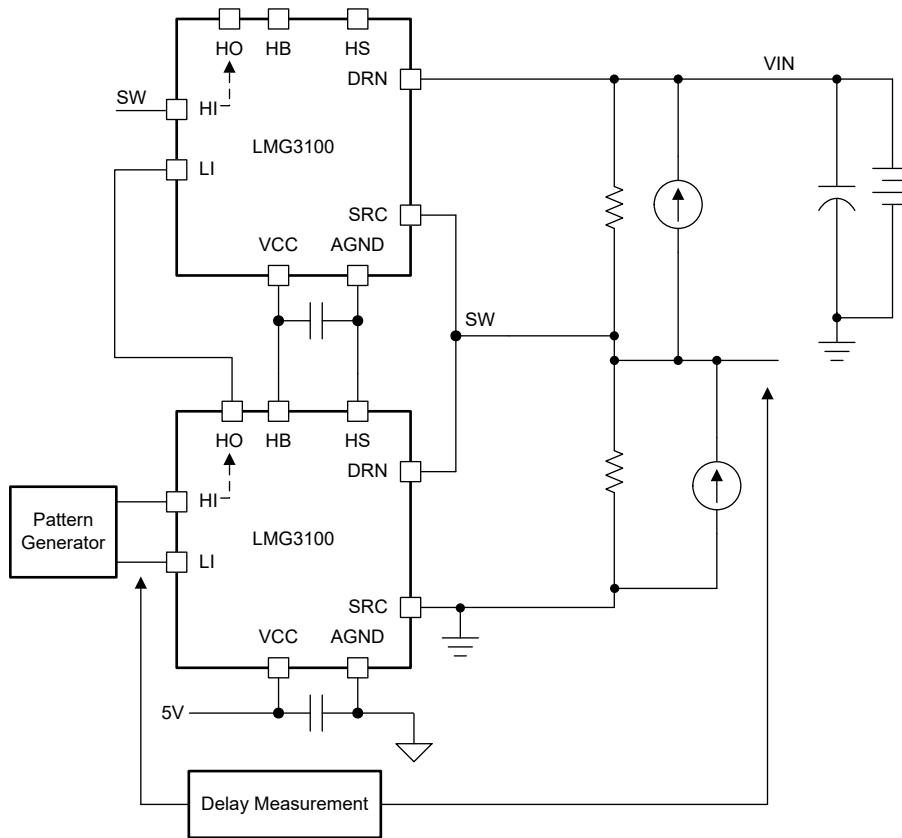 HO HB HS
DRN
VIN
SW
HI
LMG3100
LI
SRC
VCC AGND
SW
HO HB HS
DRN
HI
Pattern
Generator
LMG3100
LI
SRC
VCC AGND
5V
Delay Measurement